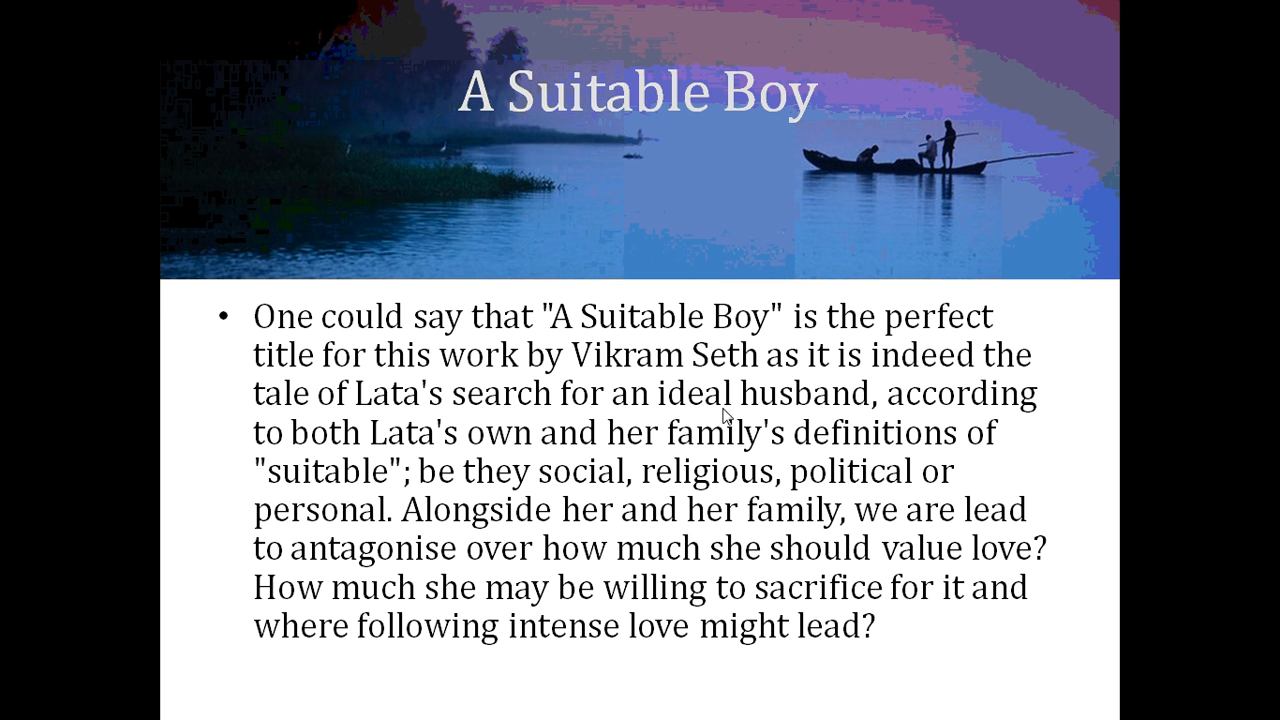 A Suitable Boy
• One could say that "A Suitable Boy" is the perfect
title for this work by Vikram Seth as it is indeed the
tale of Lata's search for an ideal husband, according
to both Lata's own and her family's definitions of
"suitable"; be they social, religious, political or
personal. Alongside her and her family, we are lead
to antagonise over how much she should value love?
How much she may be willing to sacrifice for it and
where following intense love might lead?